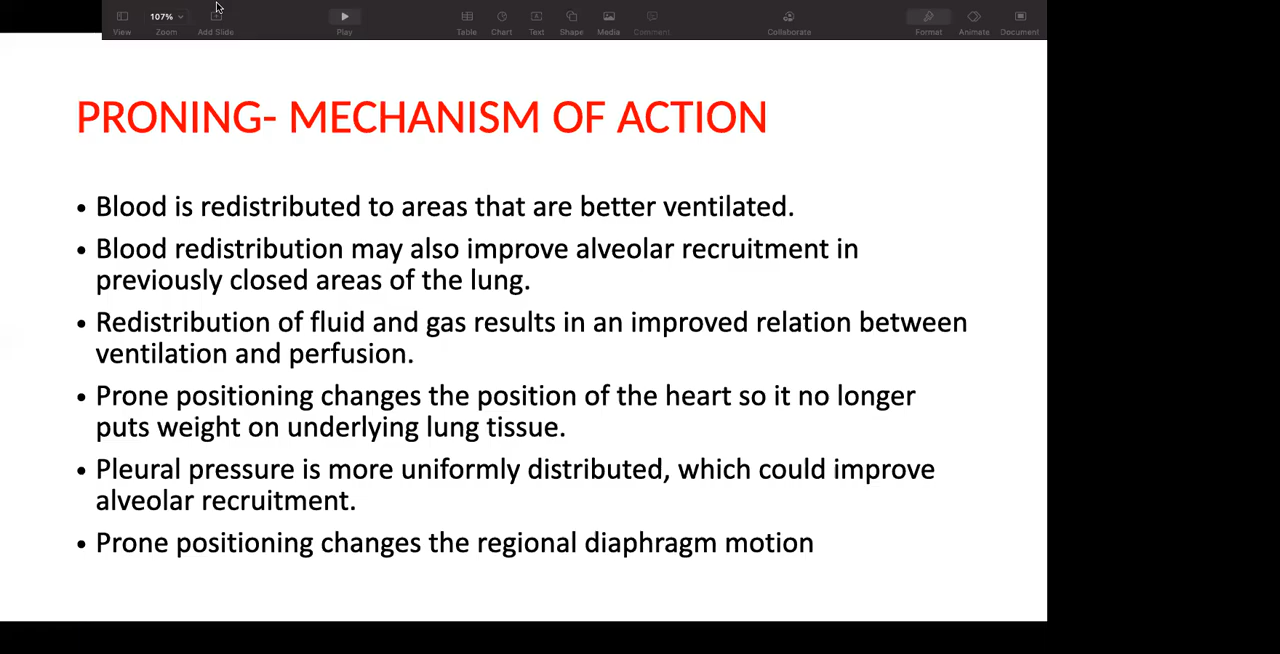 107%
View Zoom Add Slide Play Table Chart Text Shape Media Comment Collaborate Format Animate Document
PRONING- MECHANISM OF ACTION
• Blood is redistributed to areas that are better ventilated.
• Blood redistribution may also improve alveolar recruitment in
previously closed areas of the lung.
• Redistribution of fluid and gas results in an improved relation between
ventilation and perfusion.
• Prone positioning changes the position of the heart so it no longer
puts weight on underlying lung tissue.
• Pleural pressure is more uniformly distributed, which could improve
alveolar recruitment.
• Prone positioning changes the regional diaphragm motion